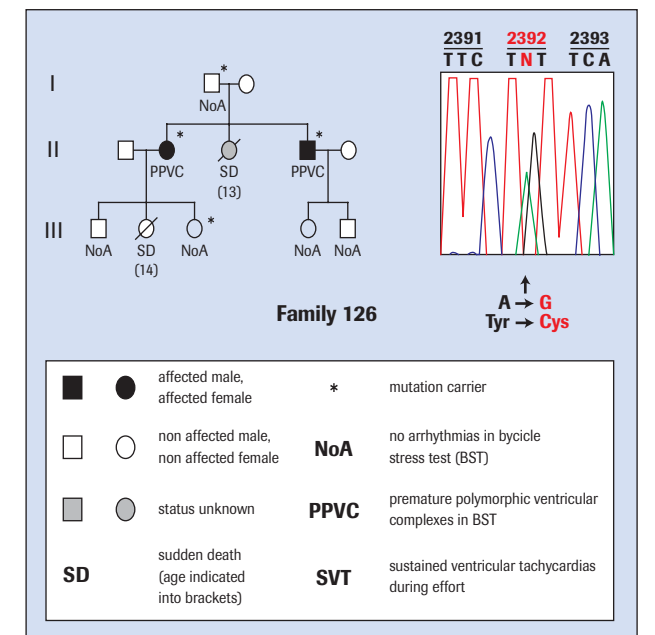 2391 2392 2393
TTC TNT TCA
I
*
NoA
II
* *
PPVC SD PPVC
(13)
III
*
NoA SD NoA NoA NoA
(14)
A → G
Tyr → Cys
Family 126
affected male,
affected female
* mutation carrier
non affected male,
non affected female
NoA no arrhythmias in bycicle
stress test (BST)
status unknown
PPVC premature polymorphic ventricular
complexes in BST
SD sudden death
(age indicated
into brackets)
SVT sustained ventricular tachycardias
during effort